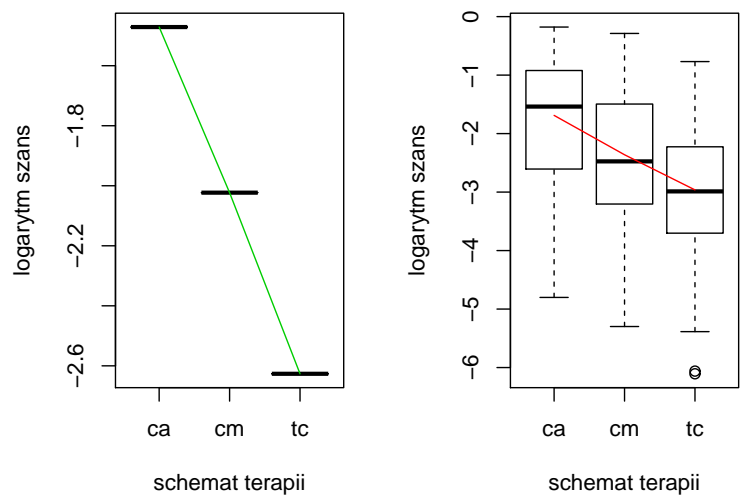 logarytm szans
−1.8
−2.2
−2.6
ca cm tc
schemat terapii
logarytm szans
0
−1
−2
−3
−4
−5
−6
ca cm tc
schemat terapii